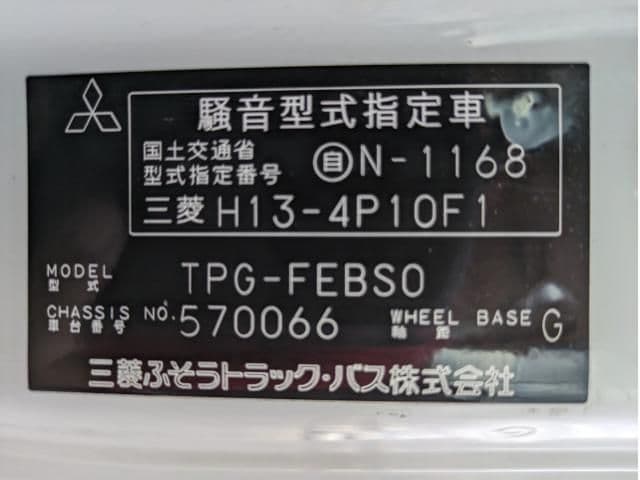 騒音型式指定車
国土交通省
型式指定番号 自N-1168
三菱 H13-4P10F1
MODEL
型式 TPG-FEBS0
CHASSIS NO.
車台番号 570066 WHEEL BASE
軸距 G
三菱ふそうトラック・バス株式会社